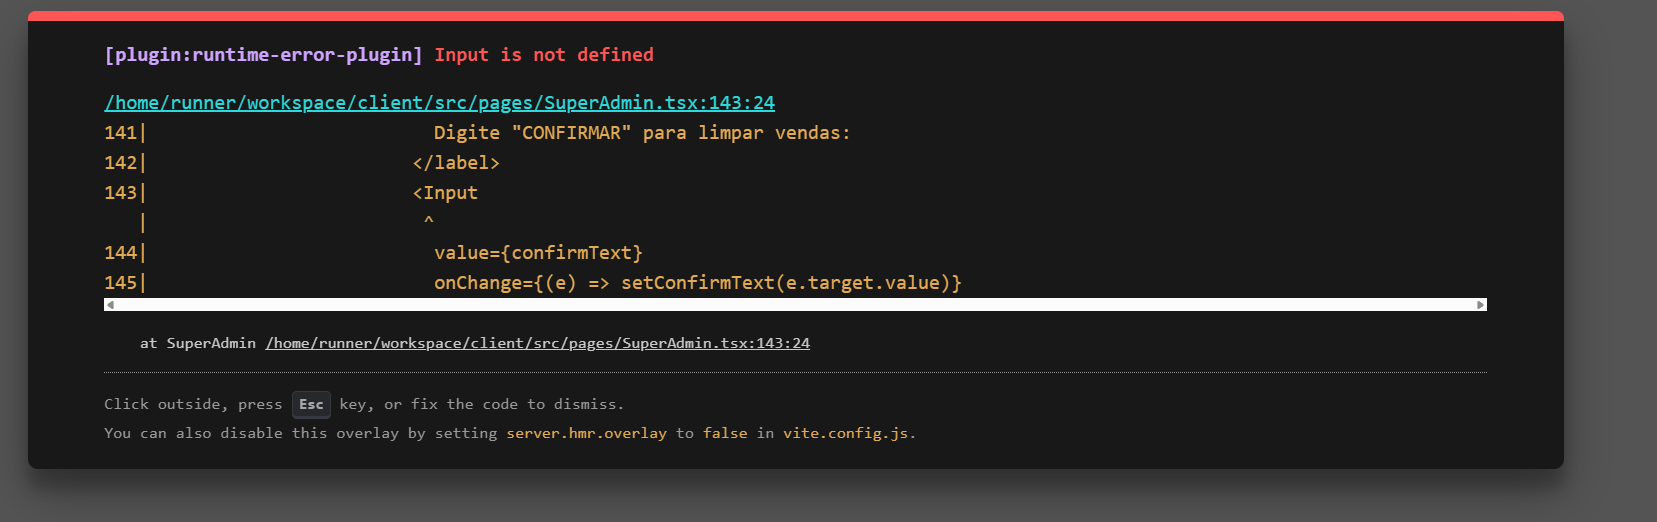 [plugin:runtime-error-plugin] Input is not defined
/home/runner/workspace/client/src/pages/SuperAdmin.tsx:143:24
141|                          Digite "CONFIRMAR" para limpar vendas:
142|                        </label>
143|                        <Input
   |                         ^
144|                          value={confirmText}
145|                          onChange={(e) => setConfirmText(e.target.value)}
at SuperAdmin /home/runner/workspace/client/src/pages/SuperAdmin.tsx:143:24
Click outside, press Esc key, or fix the code to dismiss.
You can also disable this overlay by setting server.hmr.overlay to false in vite.config.js.